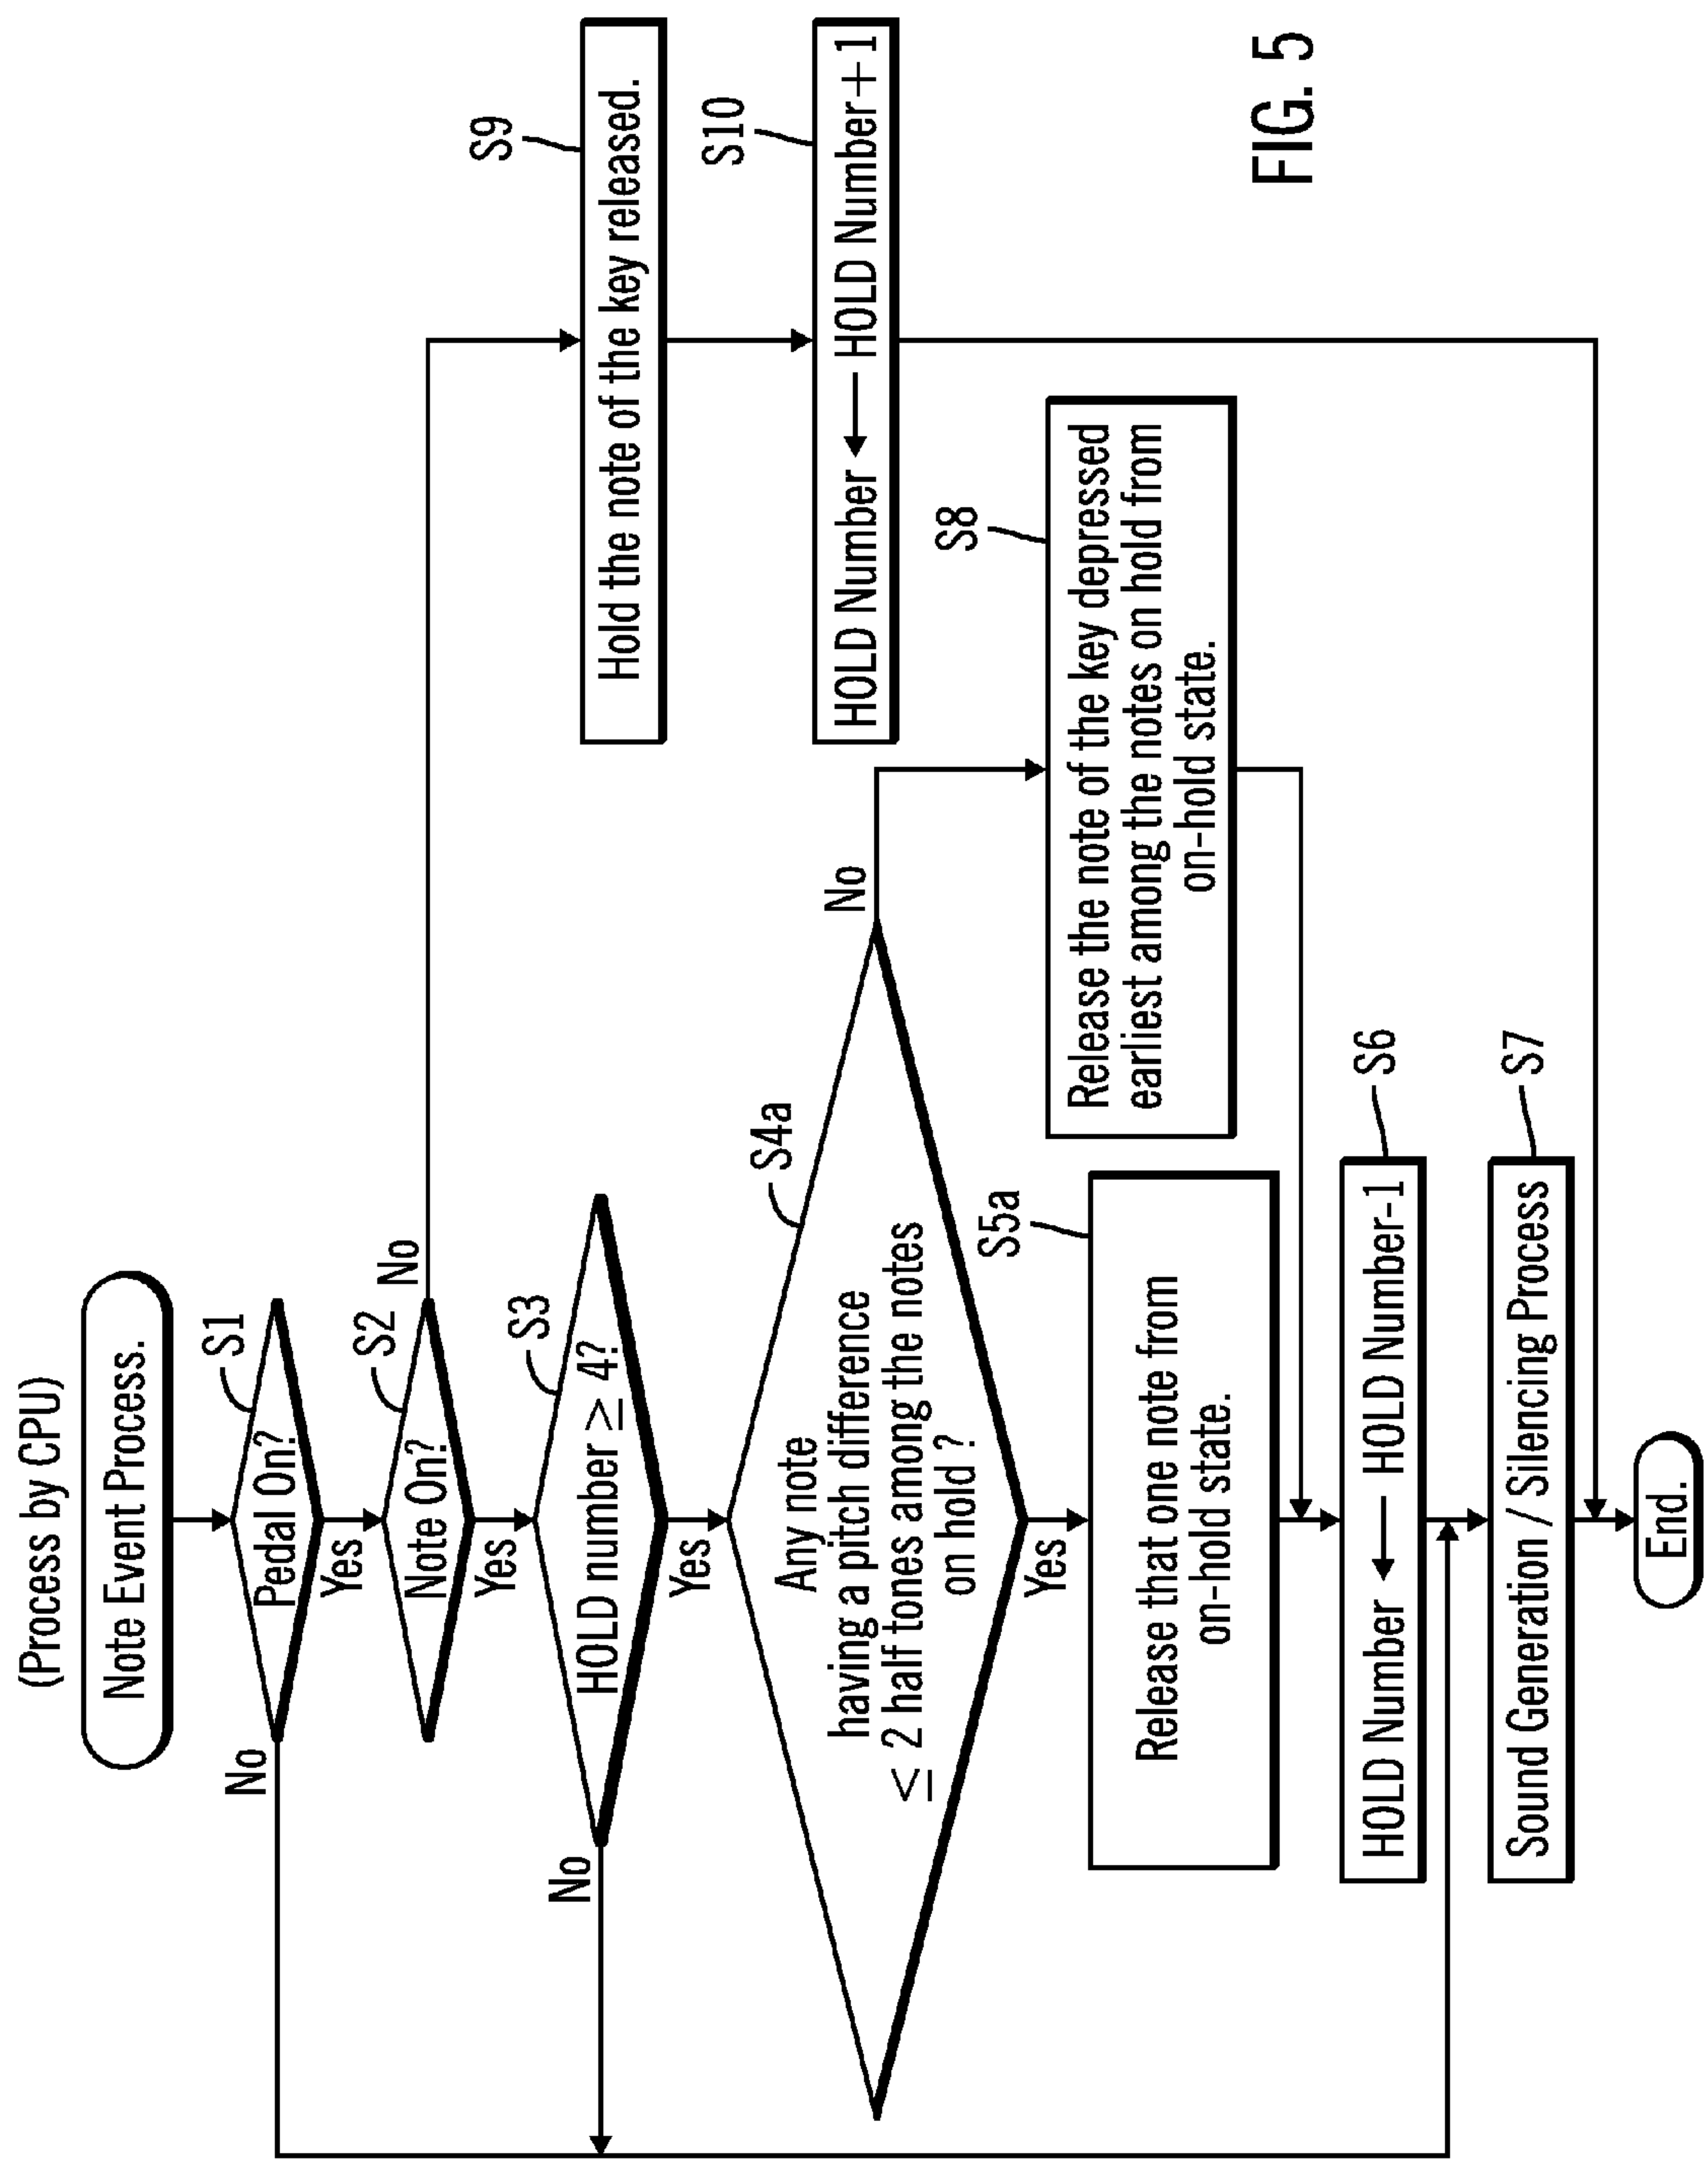 (Process by CPU)
Note Event Process.
S1
Pedal On?
No
Yes
S2
Note On?
No
Yes
S3
HOLD number ≥ 4?
No
Yes
S4a
Any note
having a pitch difference
≤ 2 half tones among the notes
on hold ?
No
Yes
S5a
Release that one note from
on-hold state.
S6
HOLD Number ← HOLD Number-1
S7
Sound Generation / Silencing Process
End.
S8
Release the note of the key depressed
earliest among the notes on hold from
on-hold state.
S9
Hold the note of the key released.
S10
HOLD Number ← HOLD Number+1
FIG. 5